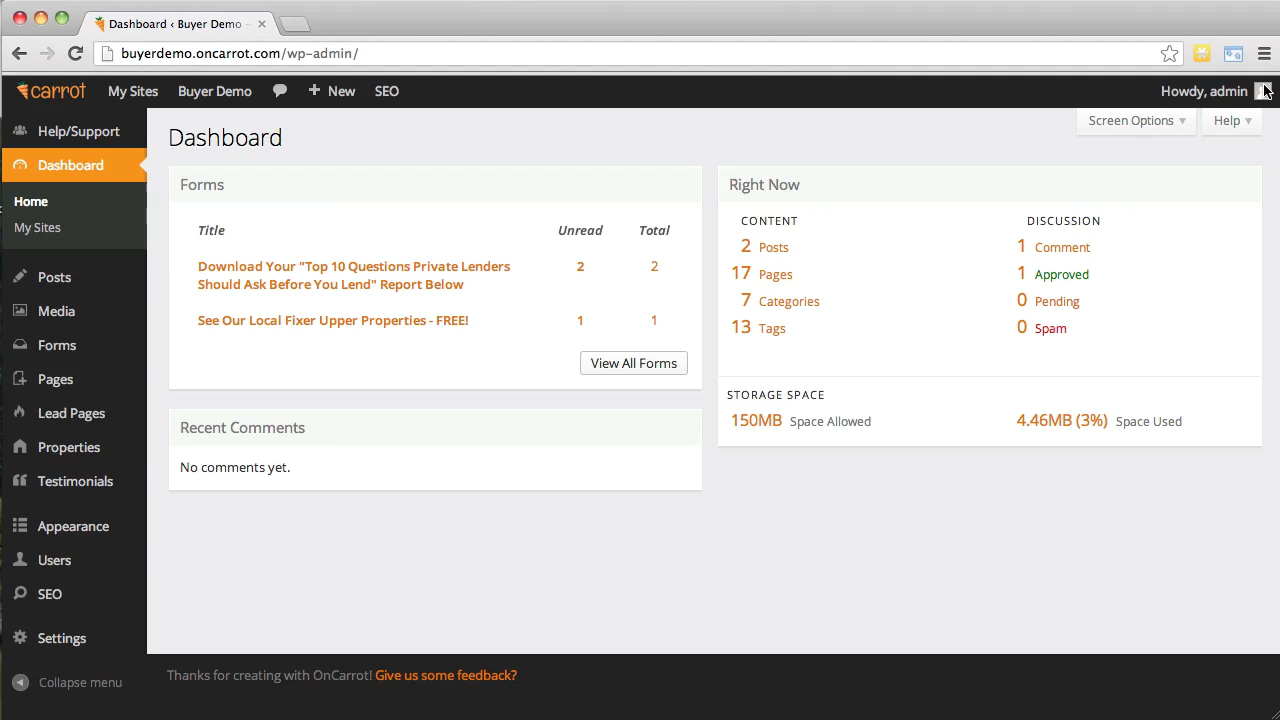 Dashboard ‹ Buyer Demo
buyerdemo.oncarrot.com/wp-admin/
carrot My Sites Buyer Demo + New SEO Howdy, admin
Screen Options ▾ Help ▾
Help/Support
Dashboard
Home
My Sites
Posts
Media
Forms
Pages
Lead Pages
Properties
Testimonials
Appearance
Users
SEO
Settings
Collapse menu
Dashboard
Forms
Title Unread Total
Download Your "Top 10 Questions Private Lenders
Should Ask Before You Lend" Report Below 2 2
See Our Local Fixer Upper Properties - FREE! 1 1
View All Forms
Recent Comments
No comments yet.
Right Now
CONTENT DISCUSSION
2 Posts 1 Comment
17 Pages 1 Approved
7 Categories 0 Pending
13 Tags 0 Spam
STORAGE SPACE
150MB Space Allowed 4.46MB (3%) Space Used
Thanks for creating with OnCarrot! Give us some feedback?